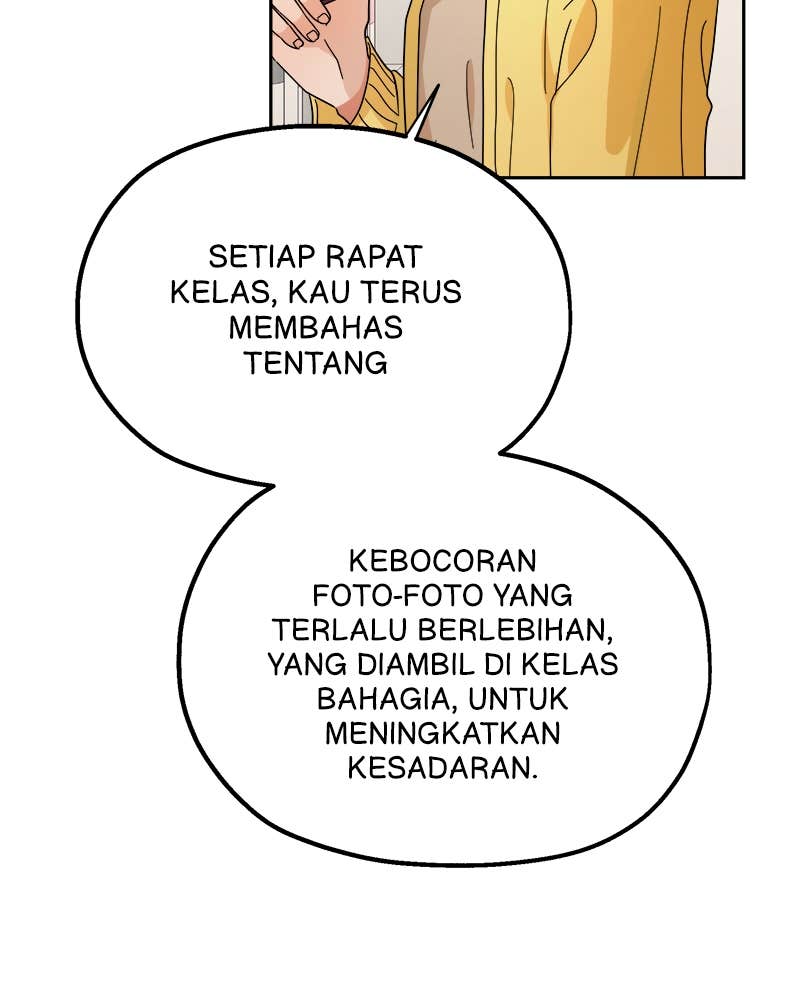 SETIAP RAPAT
KELAS, KAU TERUS
MEMBAHAS
TENTANG
KEBOCORAN
FOTO-FOTO YANG
TERLALU BERLEBIHAN,
YANG DIAMBIL DI KELAS
BAHAGIA, UNTUK
MENINGKATKAN
KESADARAN.